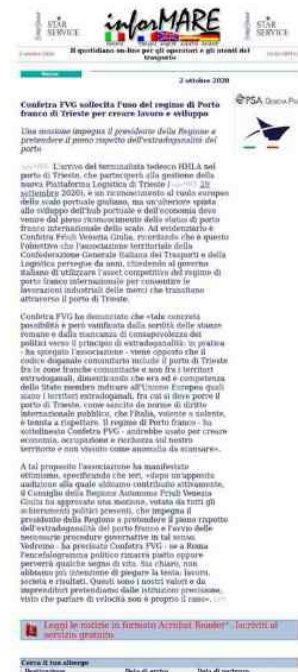 STAR SERVICE
inforMARE
STAR SERVICE
Il quotidiano on-line per gli operatori e gli utenti del trasporto
2 ottobre 2020
Confetra FVG sollecita l'uso del regime di Porto
franco di Trieste per creare lavoro e sviluppo
PSA Genova
Una mozione impegna il presidente della Regione a
pretendere il pieno rispetto dell'extradoganalità del
porto
L'arrivo del terminalista tedesco HHLA nel
porto di Trieste, che parteciperà alla gestione della
nuova Piattaforma Logistica di Trieste ( 29
settembre 2020), è un riconoscimento al ruolo europeo
dello scalo portuale giuliano, ma un'ulteriore spinta
allo sviluppo dell'hub portuale e dell'economia deve
venire dal pieno riconoscimento dello status di porto
franco internazionale dello scalo. Ad evidenziarlo è
Confetra Friuli Venezia Giulia, ricordando che è questo
l'obiettivo che l'associazione territoriale della
Confederazione Generale Italiana dei Trasporti e della
Logistica persegue da anni, chiedendo al governo
italiano di utilizzare l'asset competitivo del regime di
porto franco internazionale per consentire le
lavorazioni industriali delle merci che transitano
attraverso il porto di Trieste.
Confetra FVG ha denunciato che «tale concreta
possibilità è però vanificata dalla sordità delle stanze
romane e dalla mancanza di consapevolezza dei
politici verso il principio di extradoganalità: in pratica
- ha spiegato l'associazione - viene opposto che il
codice doganale comunitario include il porto di Trieste
fra le zone franche comunitarie e non fra i territori
extradoganali, dimenticando che era ed è competenza
dello State membro indicare all'Unione Europea quali
siano i territori extradoganali, fra cui si deve porre il
porto di Trieste, come sancito da norme di diritto
internazionale pubblico, che l'Italia, volente o nolente,
è tenuta a rispettare. Il regime di Porto franco - ha
sottolineato Confetra FVG - andrebbe usato per creare
economia, occupazione e ricchezza sul nostro
territorio e non vissuto come anomalia da scansare».
A tal proposito l'associazione ha manifestato
ottimismo, specificando che ieri, «dopo un'apposita
audizione alla quale abbiamo contribuito attivamente,
il Consiglio della Regione Autonoma Friuli Venezia
Giulia ha approvato una mozione, votata da tutti gli
schieramenti politici presenti, che impegna il
presidente della Regione a pretendere il pieno rispetto
dell'extradoganalità del porto franco e l'avvio delle
necessarie procedure governative in tal senso.
Vedremo - ha precisato Confetra FVG - se a Roma
l'encefalogramma politico rimarrà piatto oppure
perverrà qualche segno di vita. Sia chiaro, non
abbiamo più intenzione di piegare la testa: lavoro,
società e risultati. Questi sono i nostri valori e da
imprenditori pretendiamo dalle istituzioni precisione,
visto che parlare di velocità non è proprio il caso».
Leggi le notizie in formato Acrobat Reader®. Iscriviti al
servizio gratuito.
Cerca il tuo albergo
Destinazione
Data di arrivo
Data di partenza